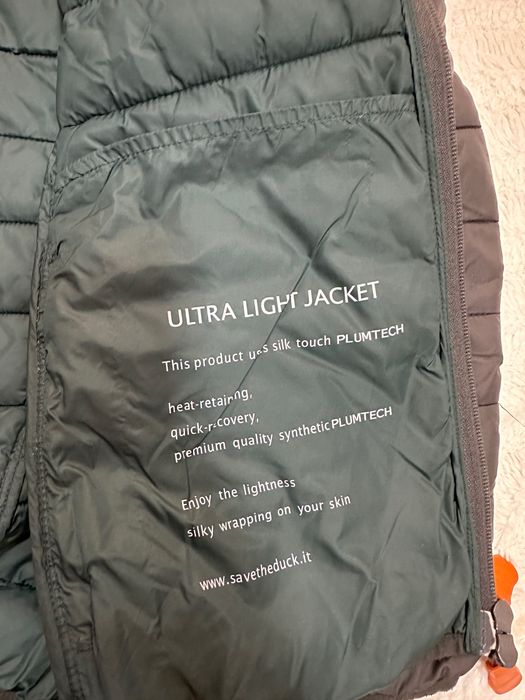 ULTRA LIGHT JACKET
This product uses silk touch PLUMTECH
heat-retaining,
quick-recovery,
premium quality synthetic PLUMTECH
Enjoy the lightness
silky wrapping on your skin
www.savetheduck.it